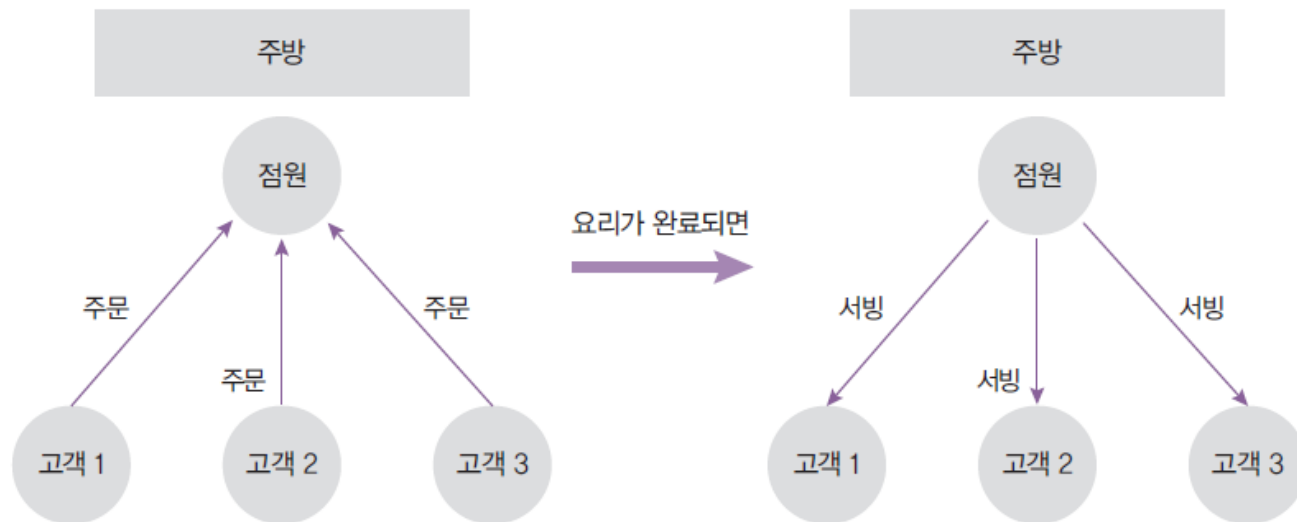 주방
점원
주문
주문
주문
고객 1
고객 2
고객 3
요리가 완료되면
주방
점원
서빙
서빙
서빙
고객 1
고객 2
고객 3